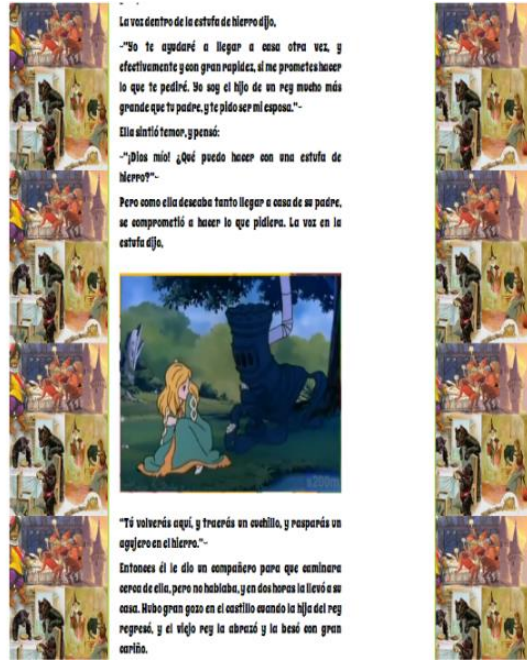 La voz dentro de la estufa de hierro dijo,
-"Yo te ayudaré a llegar a casa otra vez, y
efectivamente y con gran rapidez, si me prometes hacer
lo que te pediré. Yo soy el hijo de un rey mucho más
grande que tu padre, y te pido ser mi esposa."-
Ella sintió temor, y pensó:
-"¡Dios mío! ¿Qué puedo hacer con una estufa de
hierro?"-
Pero como ella deseaba tanto llegar a casa de su padre,
se comprometió a hacer lo que pidiera. La voz en la
estufa dijo,
"Tú volverás aquí, y traerás un cuchillo, y rasparás un
agujero en el hierro."-
Entonces él le dio un compañero para que caminara
cerca de ella, pero no hablaba, y en dos horas la llevó a su
casa. Hubo gran gozo en el castillo cuando la hija del rey
regresó, y el viejo rey la abrazó y la besó con gran
cariño.